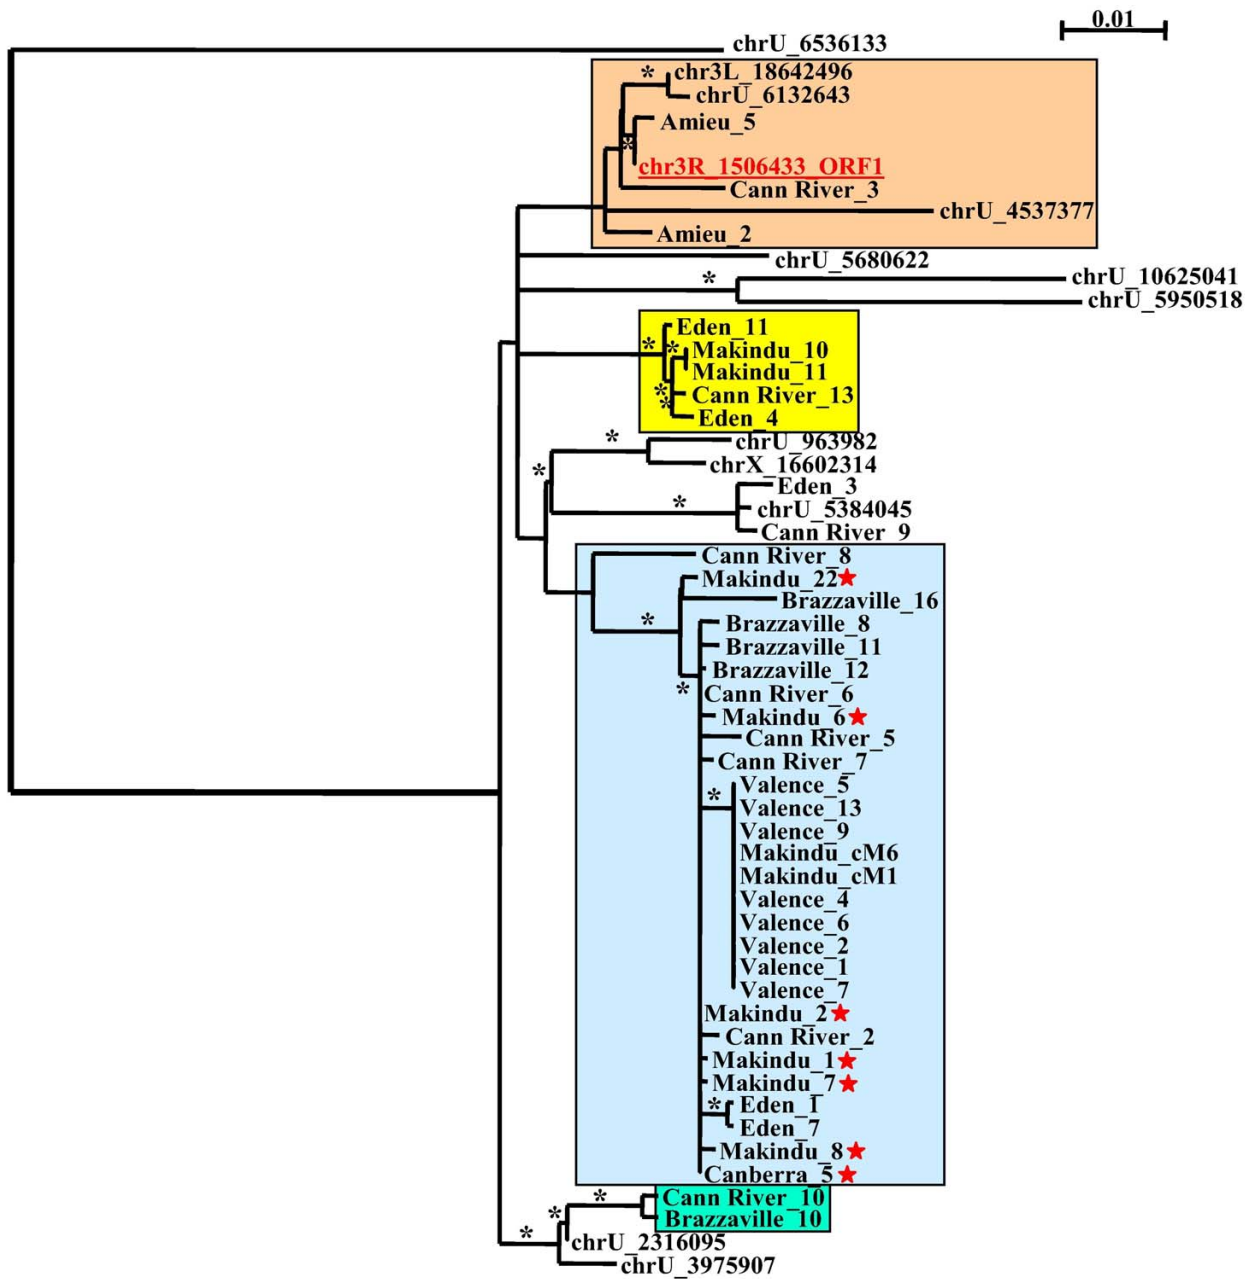 0.01
chrU_6536133
*
chr3L_18642496
chrU_6132643
Amieu_5
*
chr3R_1506433_ORF1
Cann River_3
chrU_4537377
Amieu_2
chrU_5680622
*
chrU_10625041
chrU_5950518
Eden_11
* *
Makindu_10
Makindu_11
*
Cann River_13
*
Eden_4
*
chrU_963982
chrX_16602314
*
Eden_3
*
chrU_5384045
Cann River_9
Cann River_8
Makindu_22
Brazzaville_16
*
Brazzaville_8
Brazzaville_11
Brazzaville_12
*
Cann River_6
Makindu_6
Cann River_5
Cann River_7
Valence_5
*
Valence_13
Valence_9
Makindu_cM6
Makindu_cM1
Valence_4
Valence_6
Valence_2
Valence_1
Valence_7
Makindu_2
Cann River_2
Makindu_1
Makindu_7
*
Eden_1
Eden_7
Makindu_8
Canberra_5
*
Cann River_10
*
Brazzaville_10
*
chrU_2316095
chrU_3975907